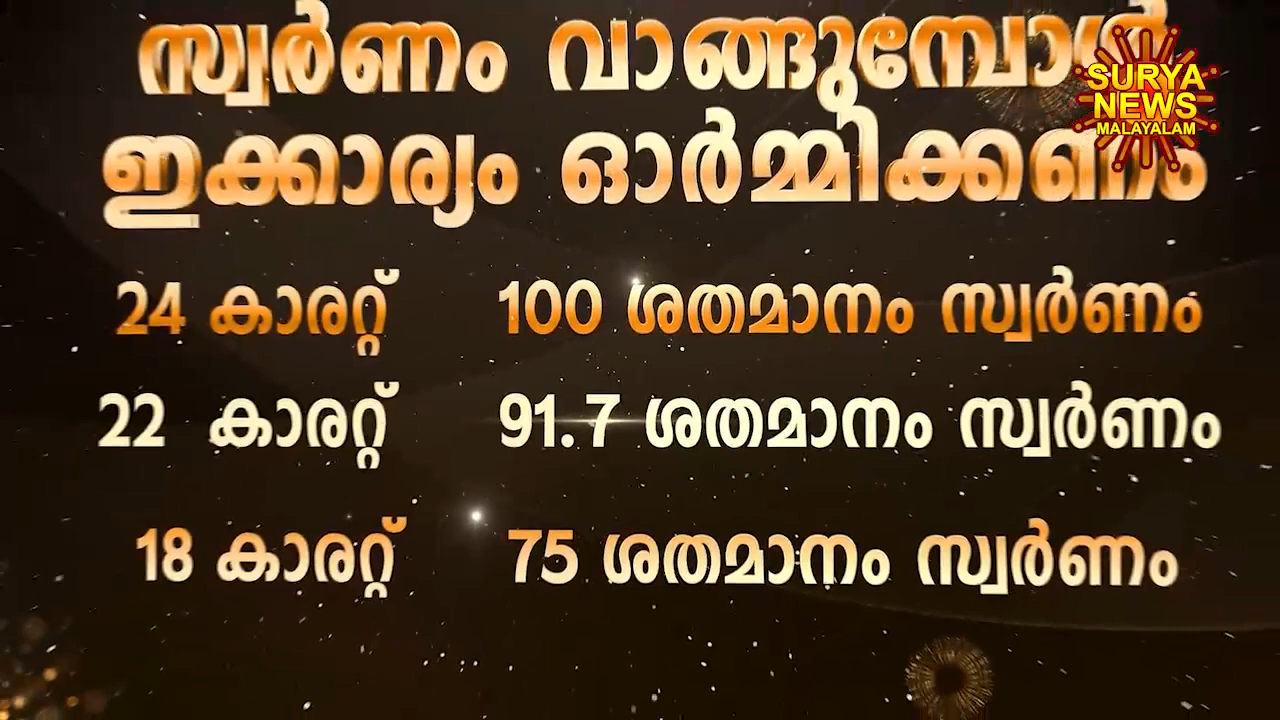 സ്വർണം വാങ്ങുമ്പോൾ
ഇക്കാര്യം ഓർമ്മിക്കണം
24 കാരറ്റ് 100 ശതമാനം സ്വർണം
22 കാരറ്റ് 91.7 ശതമാനം സ്വർണം
18 കാരറ്റ് 75 ശതമാനം സ്വർണം
SURYA
NEWS
MALAYALAM